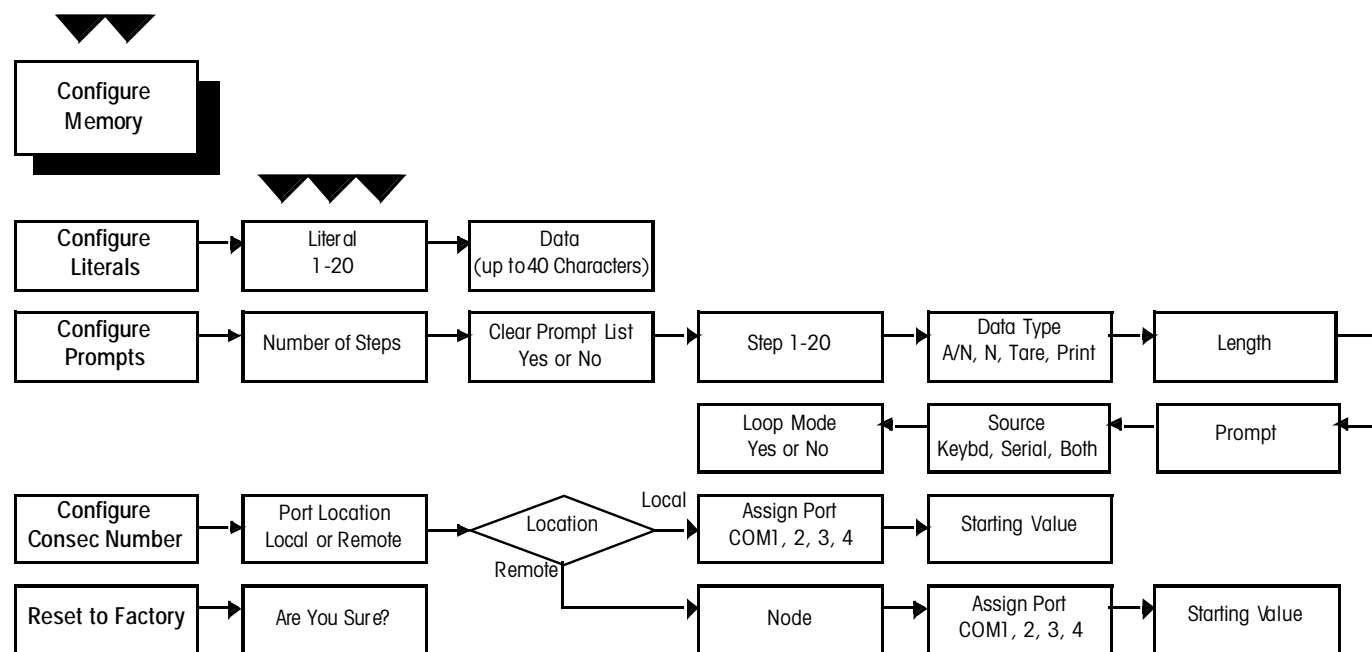 Configure
Memory
Configure
Literals
Literal
1-20
Data
(up to 40 Characters)
Configure
Prompts
Number of Steps
Clear Prompt List
Yes or No
Step 1-20
Data Type
A/N, N, Tare, Print
Length
Loop Mode
Yes or No
Source
Keybd, Serial, Both
Prompt
Configure
Consec Number
Port Location
Local or Remote
Location
Local
Remote
Assign Port
COM1, 2, 3, 4
Starting Value
Reset to Factory
Are You Sure?
Node
Assign Port
COM1, 2, 3, 4
Starting Value